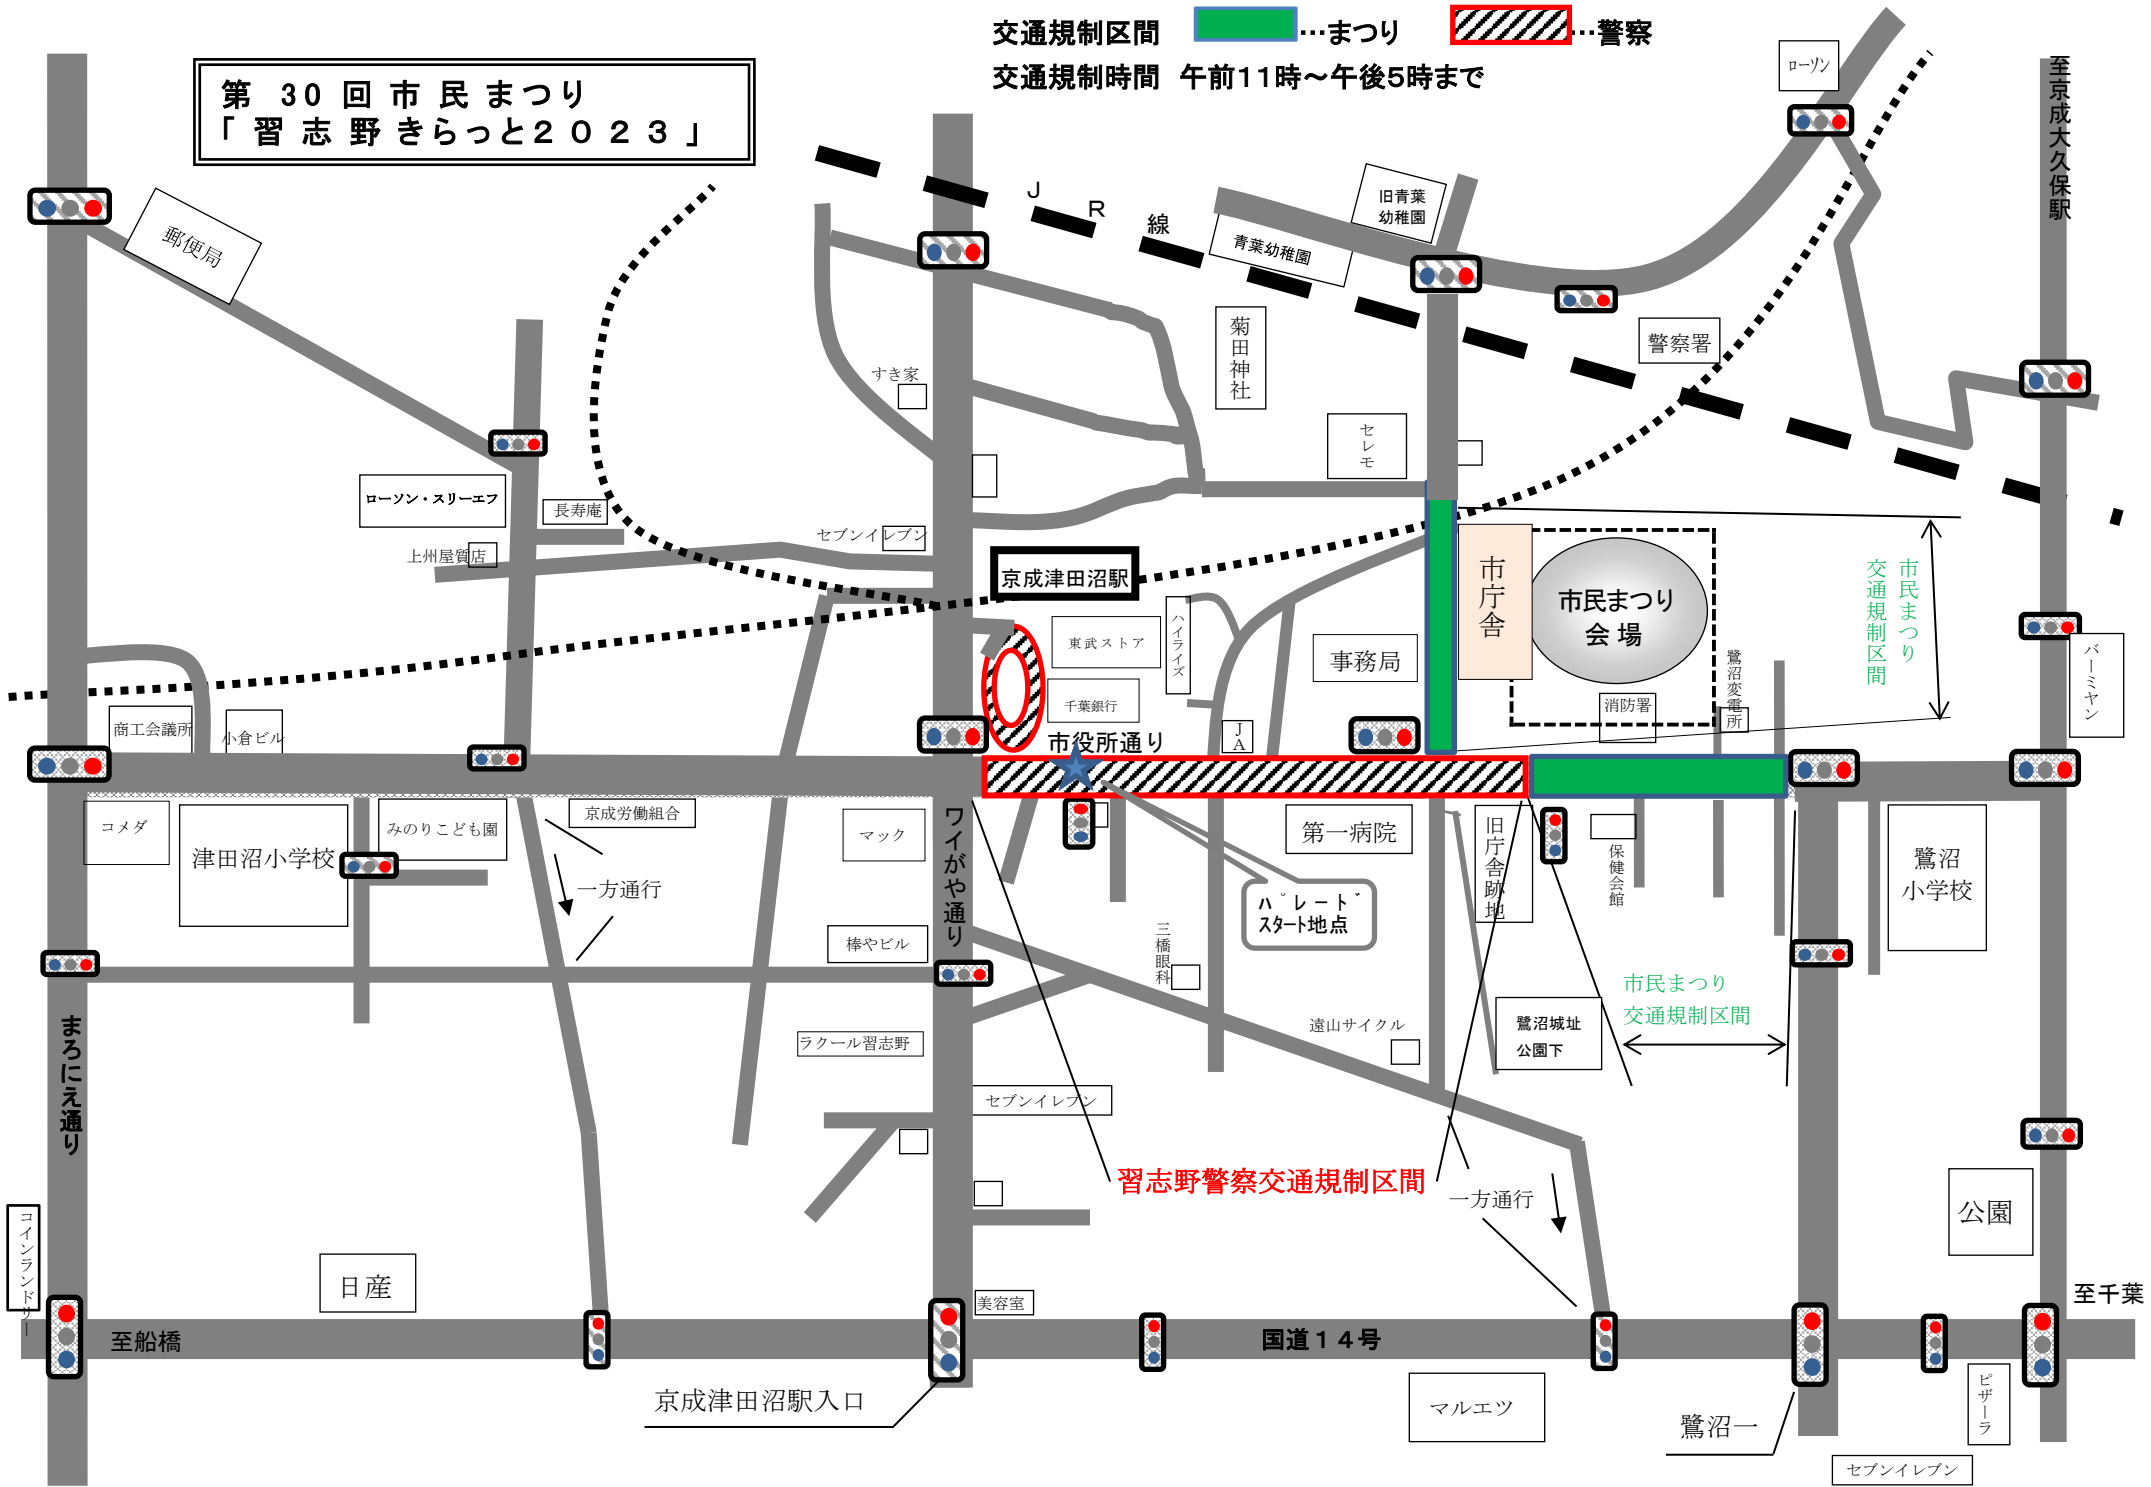 交通規制区間
…まつり
…警察
交通規制時間　午前11時～午後5時まで
第　30 回 市 民 まつり
「 習 志 野 きらっと２０２３」
ローソン
至京成大久保駅
郵便局
J
R
線
旧青葉
幼稚園
青葉幼稚園
菊田神社
警察署
すき家
セレモ
ローソン・スリーエフ
長寿庵
上州屋質店
セブンイレブン
京成津田沼駅
市庁舎
市民まつり
会 場
市民まつり
交通規制区間
東武ストア
ハイライズ
事務局
千葉銀行
鷺沼変電所
消防署
バーミヤン
商工会議所
小倉ビル
市役所通り
JA
コメダ
津田沼小学校
みのりこども園
京成労働組合
マック
ワイがや通り
第一病院
旧庁舎跡地
保健会館
鷺沼
小学校
一方通行
パレード
スタート地点
棒やビル
三橋眼科
市民まつり
交通規制区間
まろにえ通り
ラクール習志野
遠山サイクル
鷺沼城址
公園下
セブンイレブン
習志野警察交通規制区間
一方通行
公園
コインランドリー
日産
美容室
至千葉
至船橋
国道１４号
京成津田沼駅入口
マルエツ
鷺沼一
ピザーラ
セブンイレブン